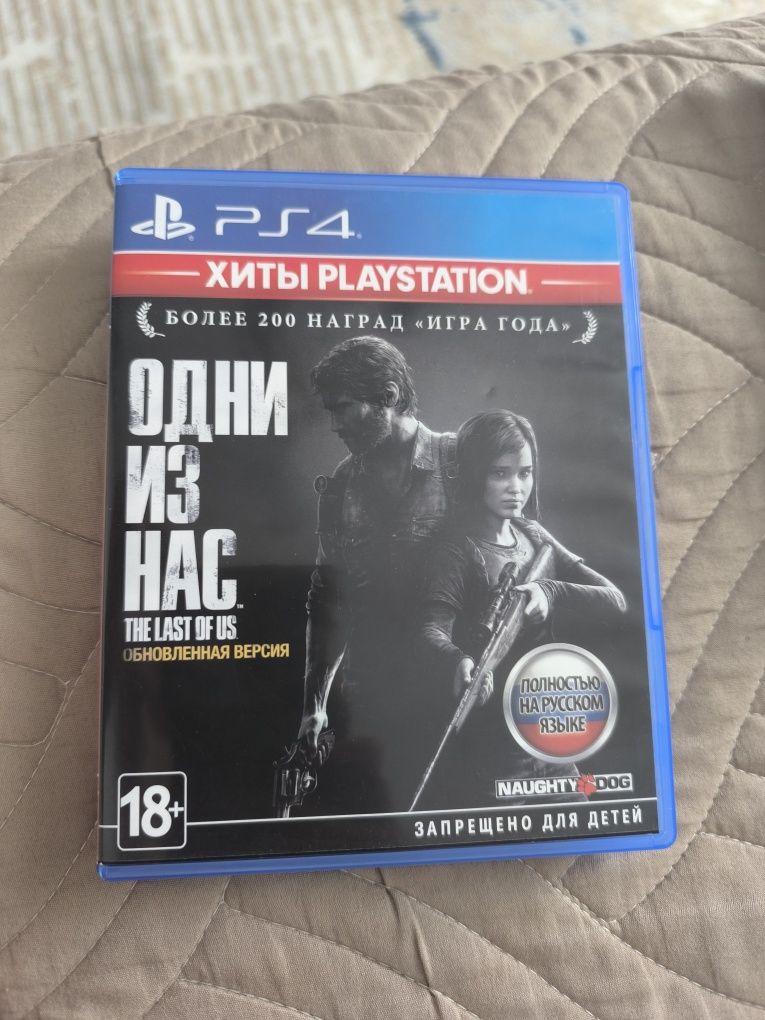 PS4
ХИТЫ PLAYSTATION®
БОЛЕЕ 200 НАГРАД «ИГРА ГОДА»
ОДНИ
ИЗ
НАС™
THE LAST OF US
ОБНОВЛЕННАЯ ВЕРСИЯ
ПОЛНОСТЬЮ
НА РУССКОМ
ЯЗЫКЕ
NAUGHTY DOG
18+
ЗАПРЕЩЕНО ДЛЯ ДЕТЕЙ